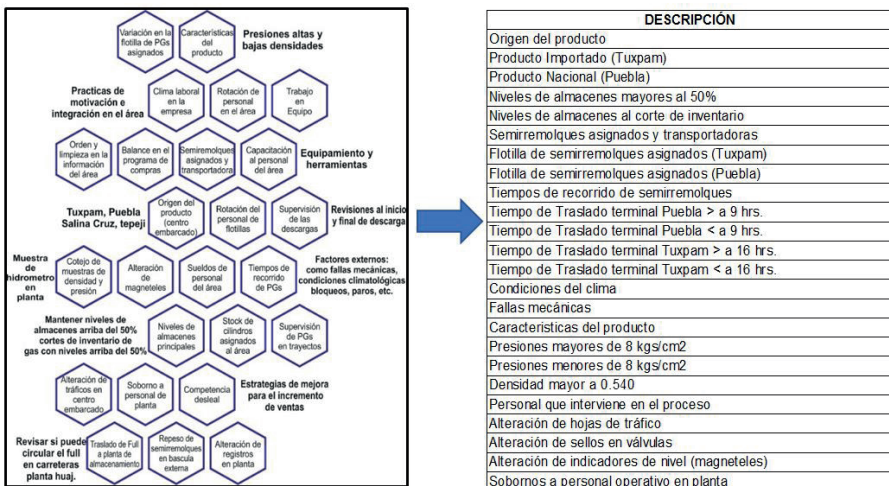 Variación en la
flotilla de PGs
asignados
Características
del
producto
Presiones altas y
bajas densidades
Practicas de
motivación e
integración en el área
Clima laboral
en la
empresa
Rotación de
personal
en el área
Trabajo
en
Equipo
Orden y
limpieza en la
información
del área
Balance en el
programa de
compras
Semirremolques
asignados y
transportadora
Capacitación
al personal
del área
Equipamiento y
herramientas
Tuxpam, Puebla
Salina Cruz, tepeji
Origen del
producto
(centro
embarcado)
Rotación del
personal de
flotillas
Supervisión
de las
descargas
Revisiones al inicio
y final de descarga
Muestra
de
hidrometro
en
planta
Cotejo de
muestras de
densidad y
presión
Alteración
de
magneteles
Sueldos de
personal
del área
Tiempos de
recorrido
de PGs
Factores externos:
como fallas mecánicas,
condiciones climatológicas
bloqueos, paros, etc.
Mantener niveles de
almacenes arriba del 50%
cortes de inventario de
gas con niveles arriba del 50%
Niveles de
almacenes
principales
Stock de
cilindros
asignados
al área
Supervisión
de PGs
en trayectos
Alteración de
tráficos en
centro
embarcado
Soborno a
personal de
planta
Competencia
desleal
Estrategias de mejora
para el incremento
de ventas
Revisar si puede
circular el full
en carreteras
planta huaj.
Traslado de Full
a planta de
almacenamiento
Repeso de
semirremolques
en bascula
externa
Alteración de
registros
en planta
DESCRIPCIÓN
Origen del producto
Producto Importado (Tuxpam)
Producto Nacional (Puebla)
Niveles de almacenes mayores al 50%
Niveles de almacenes al corte de inventario
Semirremolques asignados y transportadoras
Flotilla de semirremolques asignados (Tuxpam)
Flotilla de semirremolques asignados (Puebla)
Tiempos de recorrido de semirremolques
Tiempo de Traslado terminal Puebla > a 9 hrs.
Tiempo de Traslado terminal Puebla < a 9 hrs.
Tiempo de Traslado terminal Tuxpam > a 16 hrs.
Tiempo de Traslado terminal Tuxpam < a 16 hrs.
Condiciones del clima
Fallas mecánicas
Caracteristicas del producto
Presiones mayores de 8 kgs/cm2
Presiones menores de 8 kgs/cm2
Densidad mayor a 0.540
Personal que interviene en el proceso
Alteración de hojas de tráfico
Alteración de sellos en válvulas
Alteración de indicadores de nivel (magneteles)
Sobornos a personal operativo en planta